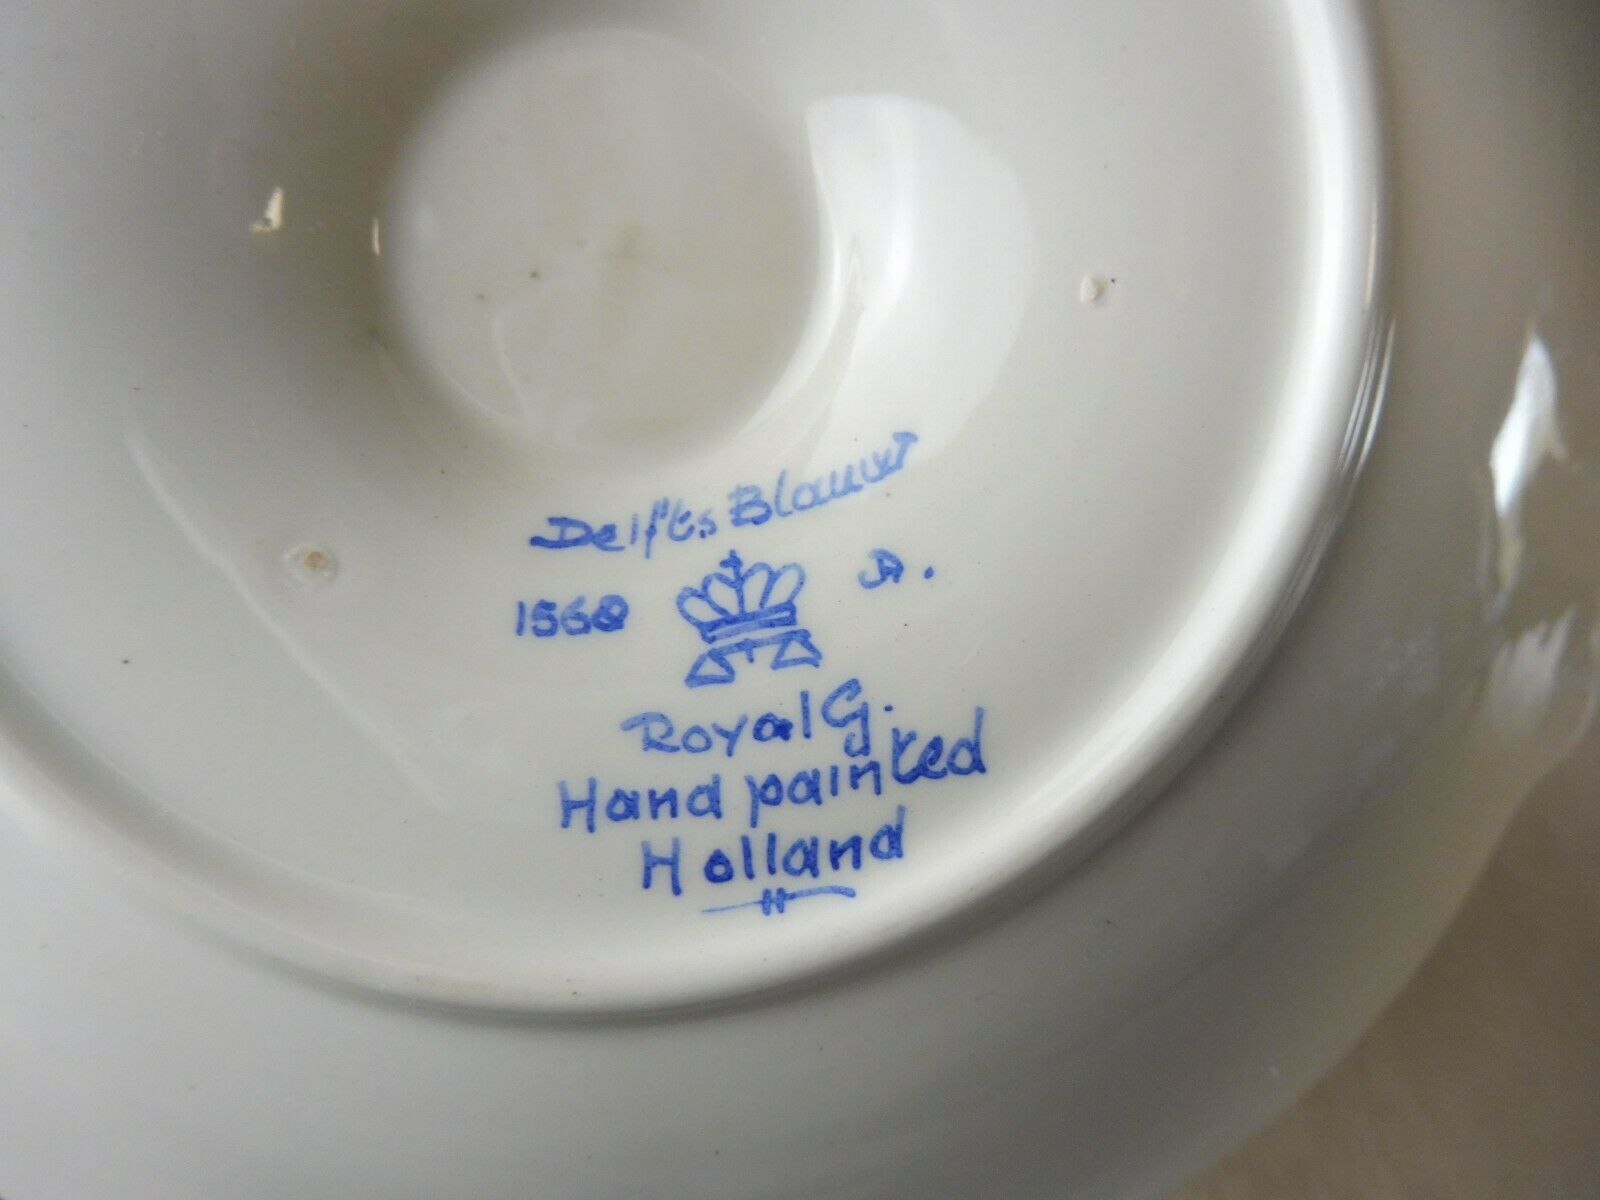 Delfts Blauw
1568 A.
Royal G.
Hand painted
Holland